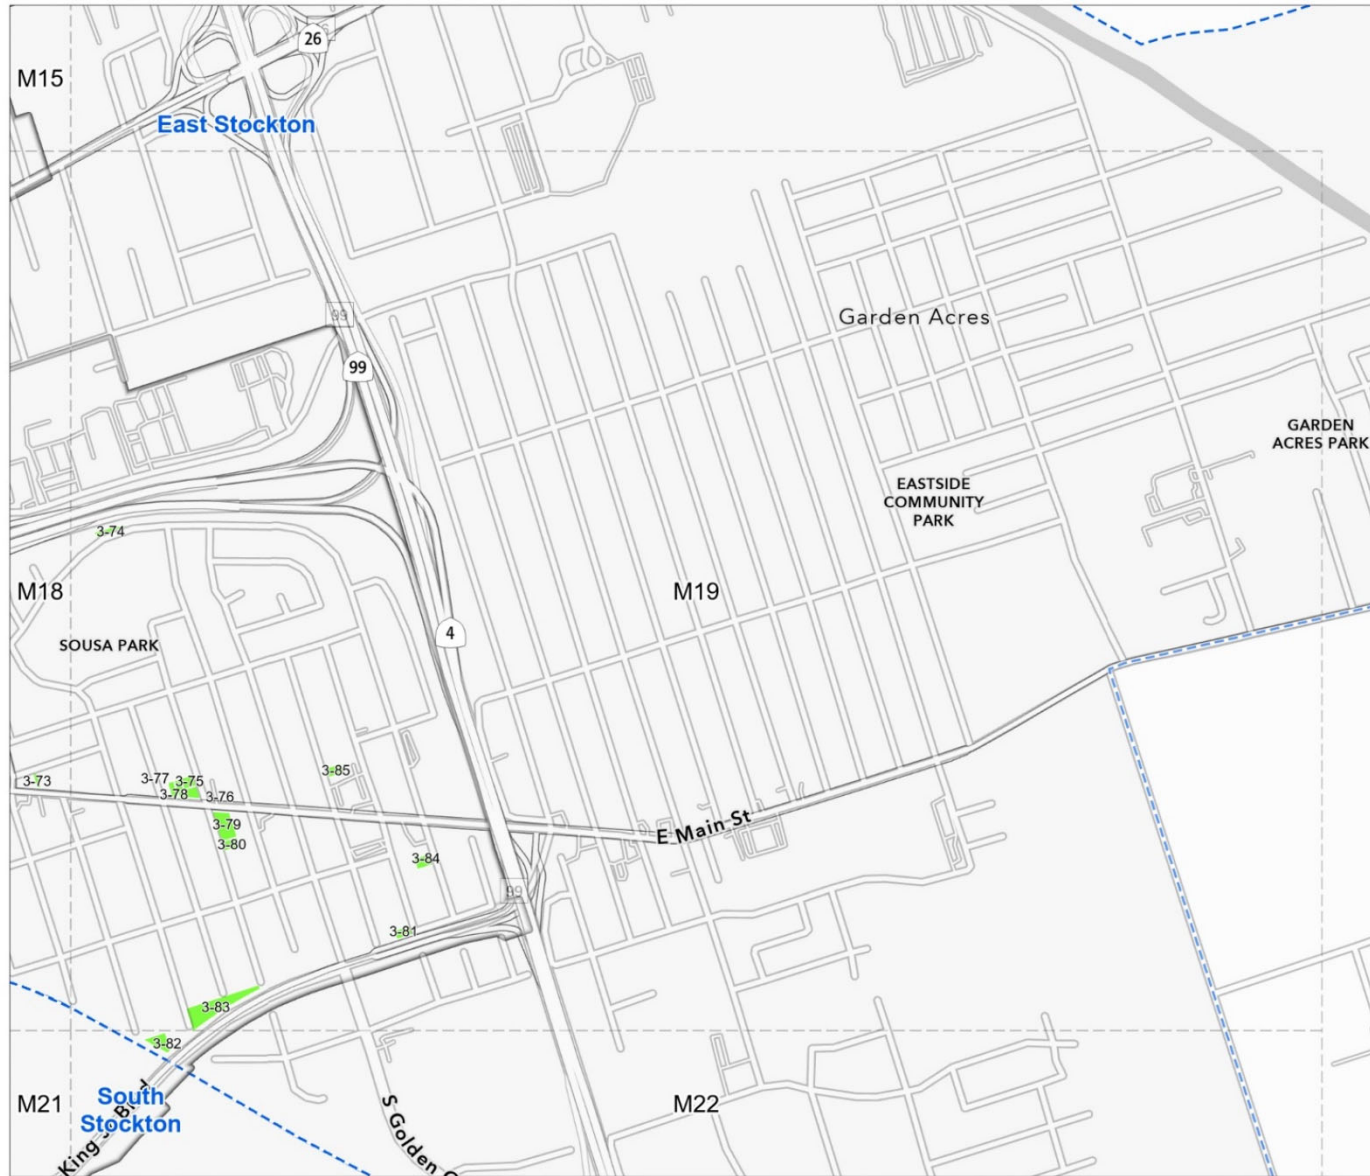 26
M15
East Stockton
99
Garden Acres
99
GARDEN
ACRES PARK
EASTSIDE
COMMUNITY
PARK
3-74
M18
M19
4
SOUSA PARK
3-73
3-77
3-75
3-85
3-78
3-76
3-79
3-80
E Main St
3-84
99
3-81
3-83
3-82
M21
South
Stockton
King
M22
S Golden